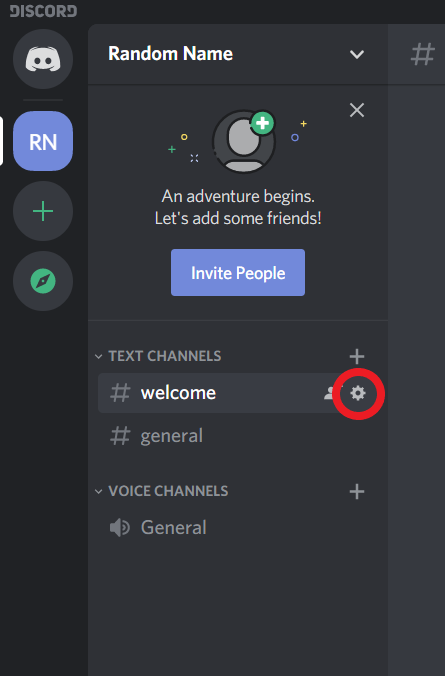 DISCORD
Random Name
RN
An adventure begins.
Let's add some friends!
Invite People
TEXT CHANNELS
welcome
general
VOICE CHANNELS
General